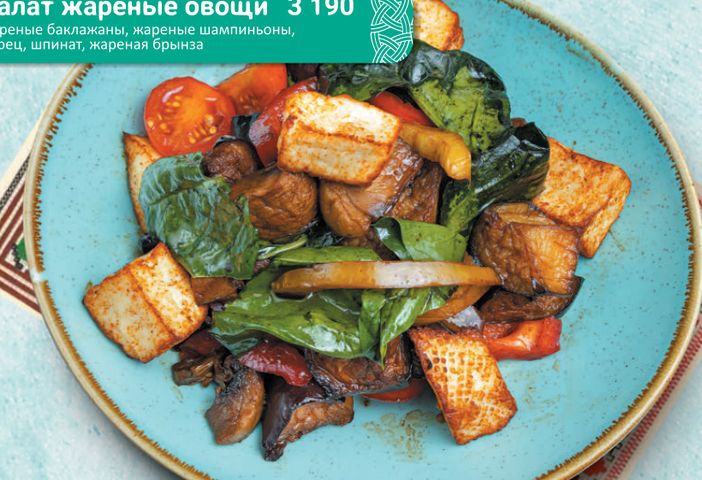 алат жареные овощи 3 190
реные баклажаны, жареные шампиньоны,
рец, шпинат, жареная брынза